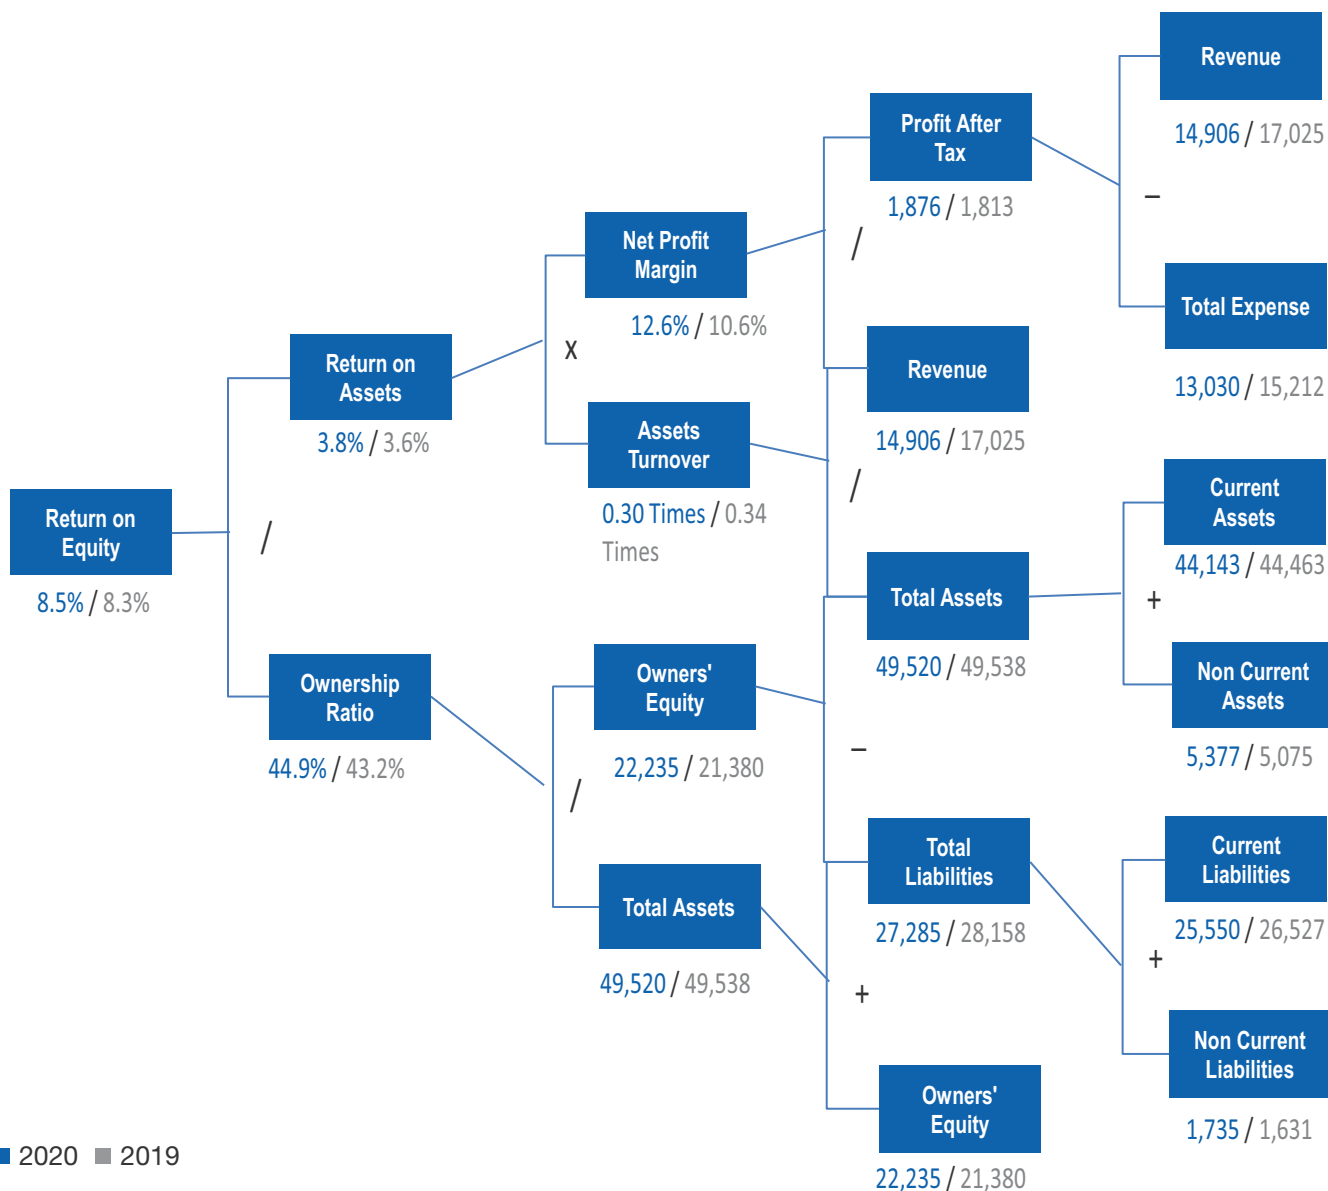 Revenue
14,906 / 17,025
–
Total Expense
13,030 / 15,212
Profit After
Tax
1,876 / 1,813
/
Revenue
14,906 / 17,025
Net Profit
Margin
12.6% / 10.6%
x
Assets
Turnover
0.30 Times / 0.34
Times
/
Return on
Assets
3.8% / 3.6%
Return on
Equity
8.5% / 8.3%
/
Ownership
Ratio
44.9% / 43.2%
Owners'
Equity
22,235 / 21,380
/
Total Assets
49,520 / 49,538
Total Assets
49,520 / 49,538
–
Total
Liabilities
27,285 / 28,158
+
Owners'
Equity
22,235 / 21,380
Current
Assets
44,143 / 44,463
+
Non Current
Assets
5,377 / 5,075
Current
Liabilities
25,550 / 26,527
+
Non Current
Liabilities
1,735 / 1,631
2020 2019